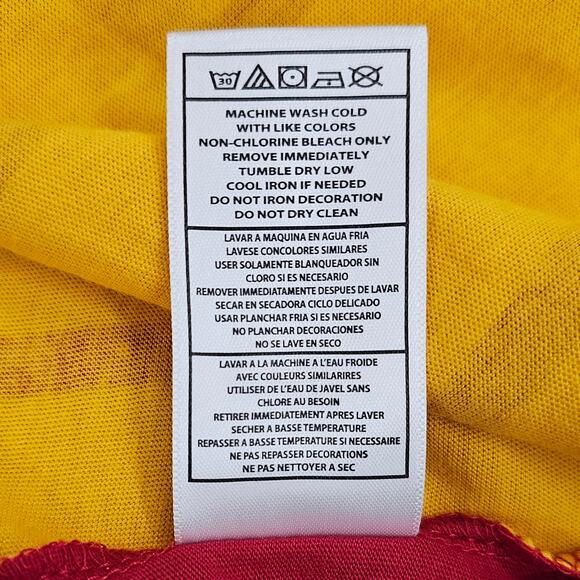 30
MACHINE WASH COLD
WITH LIKE COLORS
NON-CHLORINE BLEACH ONLY
REMOVE IMMEDIATELY
TUMBLE DRY LOW
COOL IRON IF NEEDED
DO NOT IRON DECORATION
DO NOT DRY CLEAN
LAVAR A MAQUINA EN AGUA FRIA
LAVESE CONCOLORES SIMILARES
USER SOLAMENTE BLANQUEADOR SIN
CLORO SI ES NECESARIO
REMOVER IMMEDIATAMENTE DESPUES DE LAVAR
SECAR EN SECADORA CICLO DELICADO
USAR PLANCHAR FRIA SI ES NECESARIO
NO PLANCHAR DECORACIONES
NO SE LAVE EN SECO
LAVAR A LA MACHINE A L'EAU FROIDE
AVEC COULEURS SIMILARIRES
UTILISER DE L'EAU DE JAVEL SANS
CHLORE AU BESOIN
RETIRER IMMEDIATEMENT APRES LAVER
SECHER A BASSE TEMPERATURE
REPASSER A BASSE TEMPERATURE SI NECESSAIRE
NE PAS REPASSER DECORATIONS
NE PAS NETTOYER A SEC